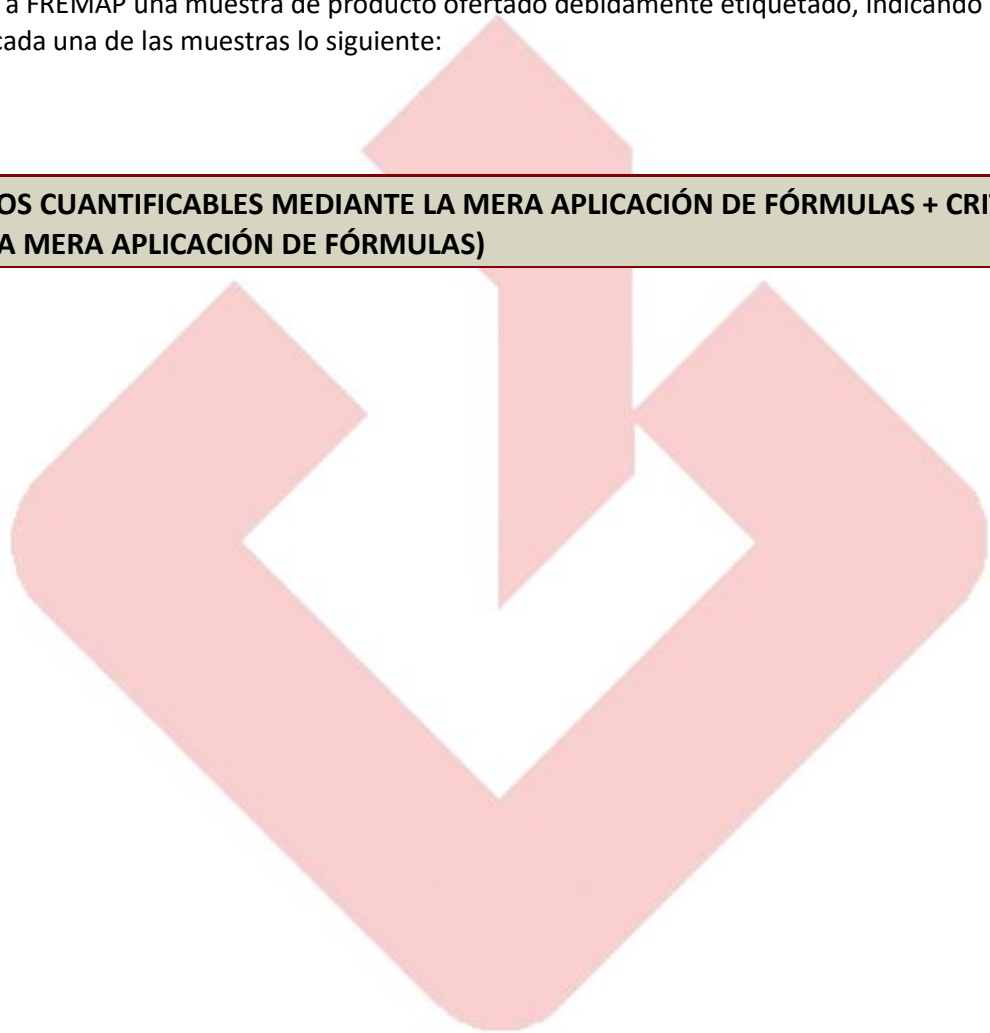 a FREMAP una muestra de producto ofertado debidamente etiquetado, indicando
cada una de las muestras lo siguiente:
OS CUANTIFICABLES MEDIANTE LA MERA APLICACIÓN DE FÓRMULAS + CRI
A MERA APLICACIÓN DE FÓRMULAS)